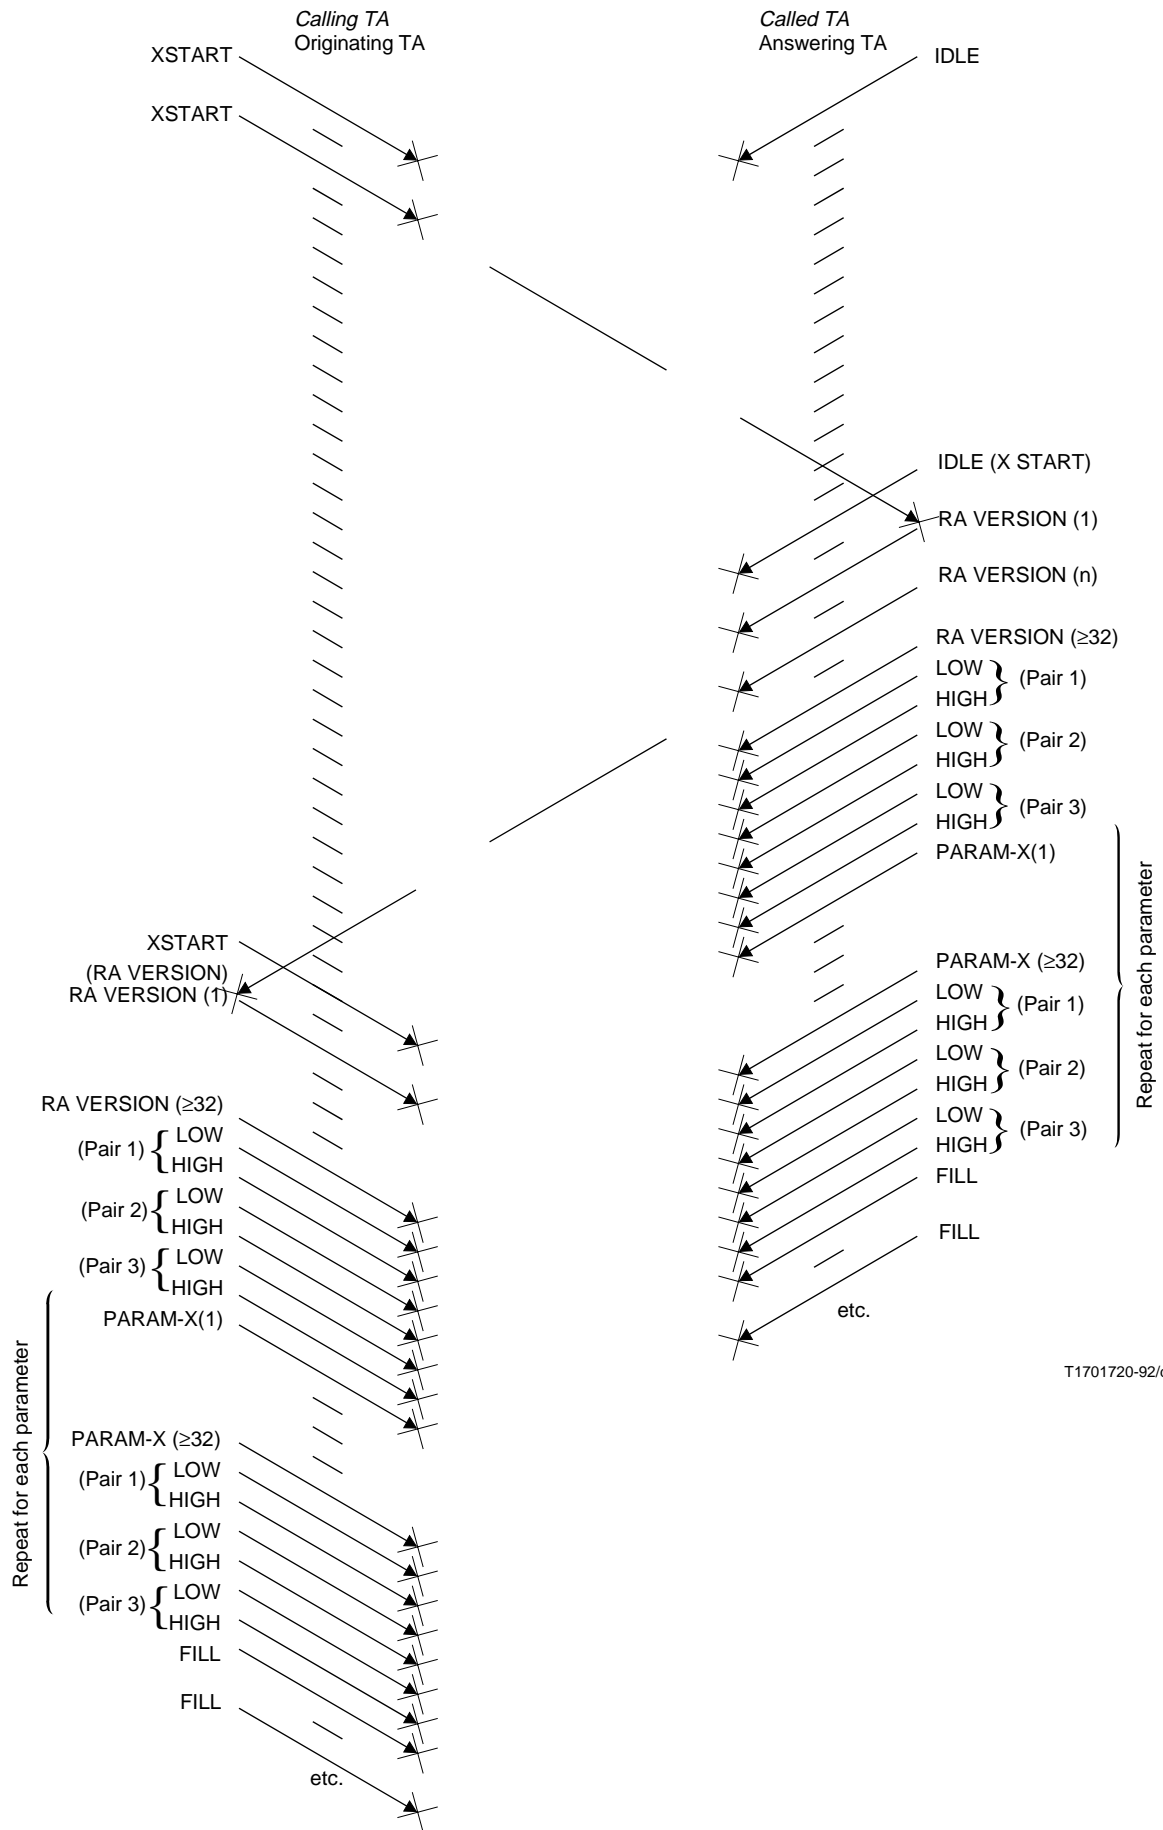 Calling TA
Originating TA
Called TA
Answering TA
XSTART
IDLE
XSTART
IDLE (X START)
RA VERSION (1)
RA VERSION (n)
RA VERSION (≥32)
LOW
HIGH
(Pair 1)
LOW
HIGH
(Pair 2)
LOW
HIGH
(Pair 3)
PARAM-X(1)
PARAM-X (≥32)
LOW
HIGH
(Pair 1)
LOW
HIGH
(Pair 2)
LOW
HIGH
(Pair 3)
FILL
FILL
etc.
Repeat for each parameter
T1701720-92/
XSTART
(RA VERSION)
RA VERSION (1)
RA VERSION (≥32)
(Pair 1)
LOW
HIGH
(Pair 2)
LOW
HIGH
(Pair 3)
LOW
HIGH
PARAM-X(1)
PARAM-X (≥32)
(Pair 1)
LOW
HIGH
(Pair 2)
LOW
HIGH
(Pair 3)
LOW
HIGH
FILL
FILL
etc.
Repeat for each parameter